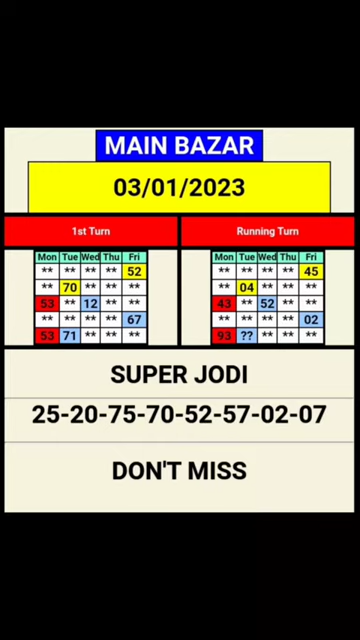 MAIN BAZAR
03/01/2023
1st Turn
Running Turn
Mon Tue Wed Thu Fri
** ** ** ** 52
** 70 ** ** **
53 ** 12 ** **
** ** ** ** 67
53 71 ** ** **
Mon Tue Wed Thu Fri
** ** ** ** 45
** 04 ** ** **
43 ** 52 ** **
** ** ** ** 02
93 ?? ** ** **
SUPER JODI
25-20-75-70-52-57-02-07
DON'T MISS